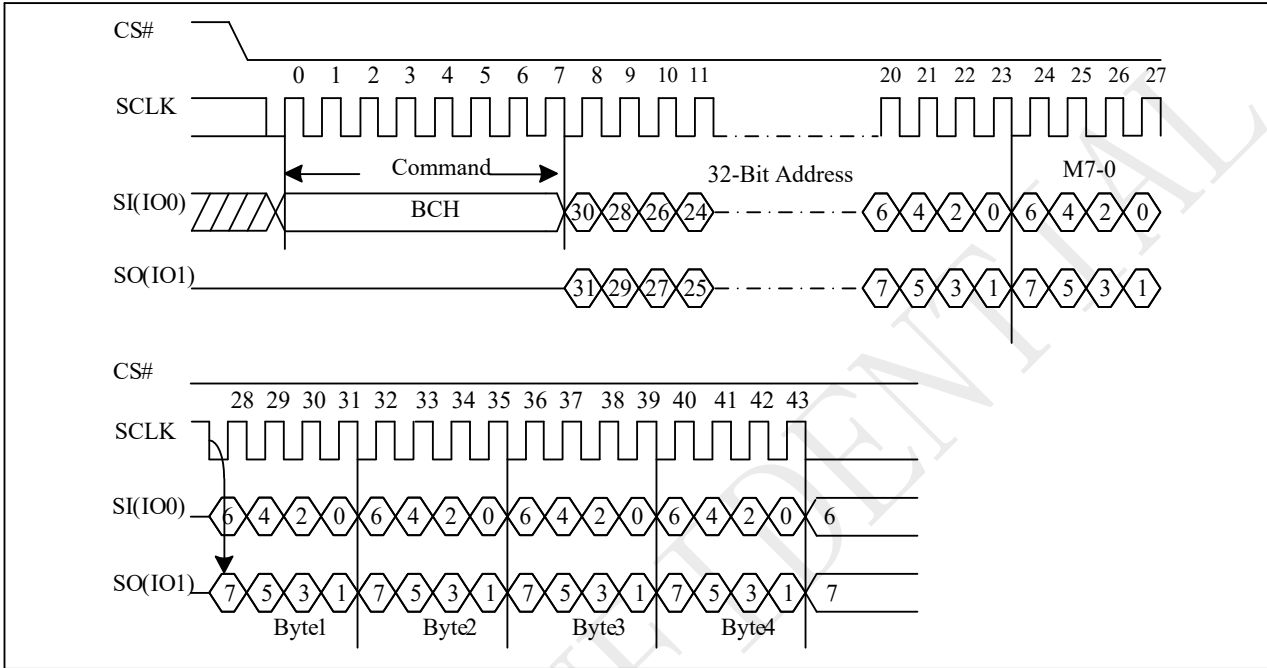 CS#
0 1 2 3 4 5 6 7 8 9 10 11 20 21 22 23 24 25 26 27
SCLK
Command 32-Bit Address M7-0
SI(IO0) BCH 30 28 26 24 6 4 2 0 6 4 2 0
SO(IO1) 31 29 27 25 7 5 3 1 7 5 3 1
CS#
28 29 30 31 32 33 34 35 36 37 38 39 40 41 42 43
SCLK
SI(IO0) 6 4 2 0 6 4 2 0 6 4 2 0 6 4 2 0 6
SO(IO1) 7 5 3 1 7 5 3 1 7 5 3 1 7 5 3 1 7
Byte1 Byte2 Byte3 Byte4